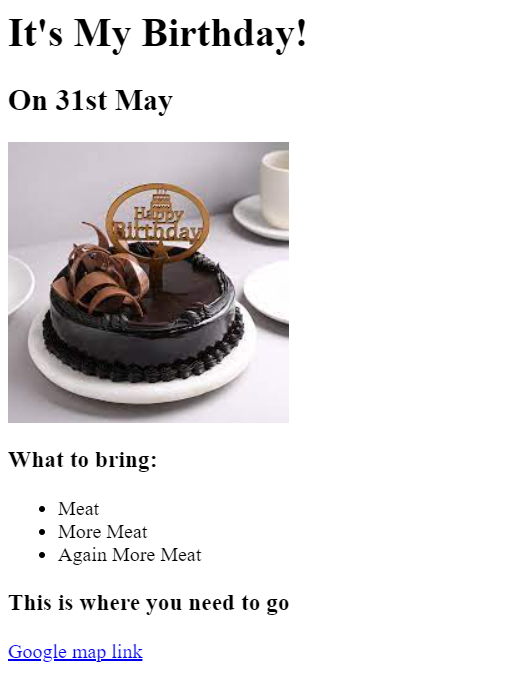 It's My Birthday!
On 31st May
Happy
Birthday
What to bring:
Meat
More Meat
Again More Meat
This is where you need to go
Google map link